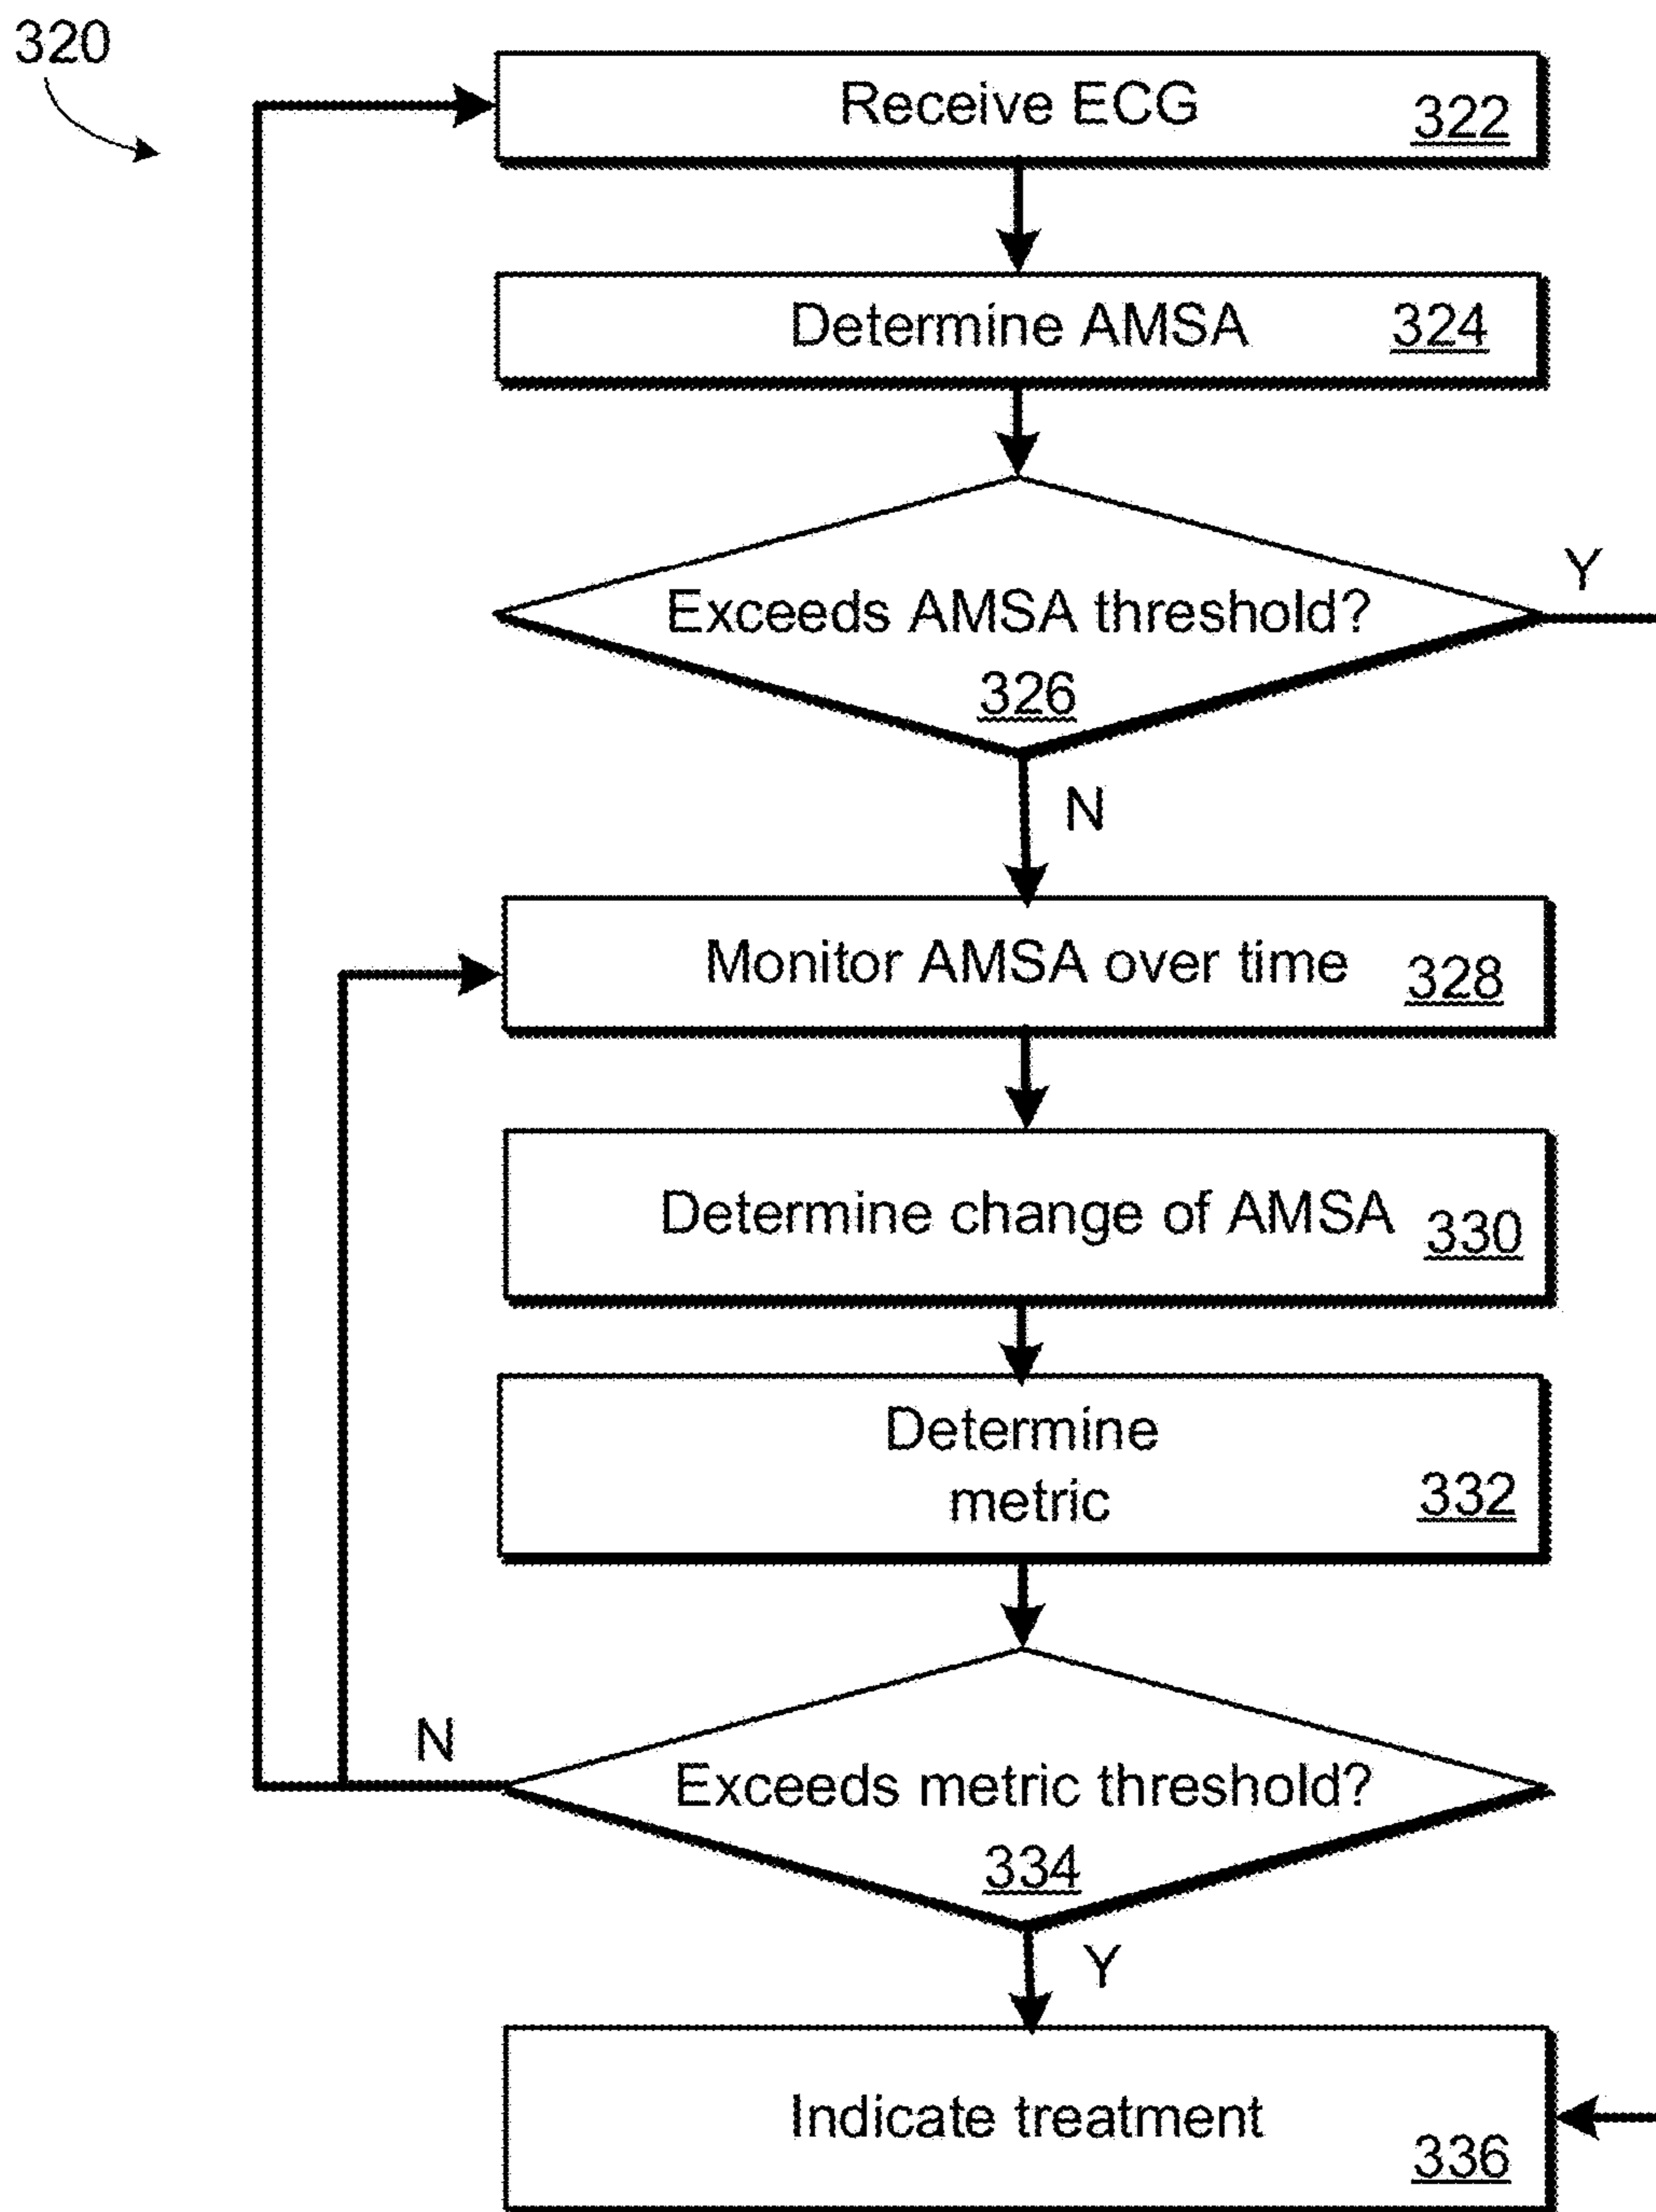 320
Receive ECG 322
Determine AMSA 324
Y
Exceeds AMSA threshold?
326
N
Monitor AMSA over time 328
Determine change of AMSA 330
Determine
metric 332
N
Exceeds metric threshold?
334
Y
Indicate treatment 336